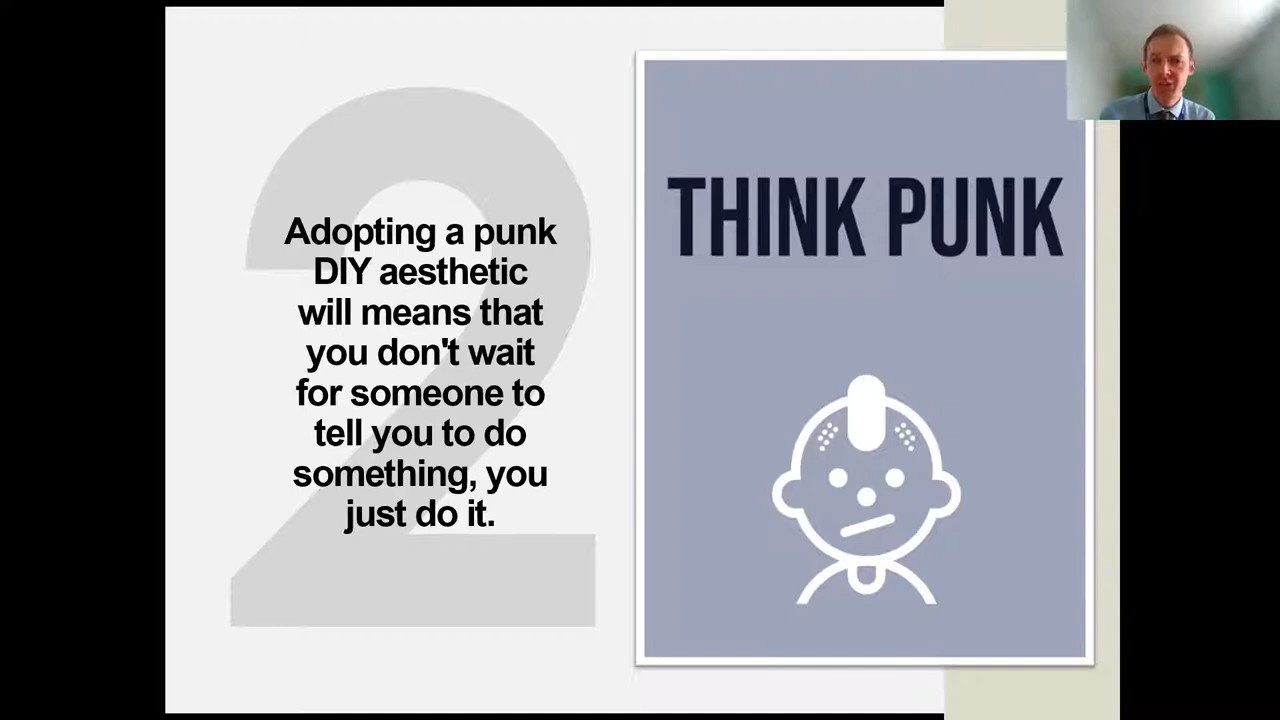 2
Adopting a punk
DIY aesthetic
will means that
you don't wait
for someone to
tell you to do
something, you
just do it.
THINK PUNK